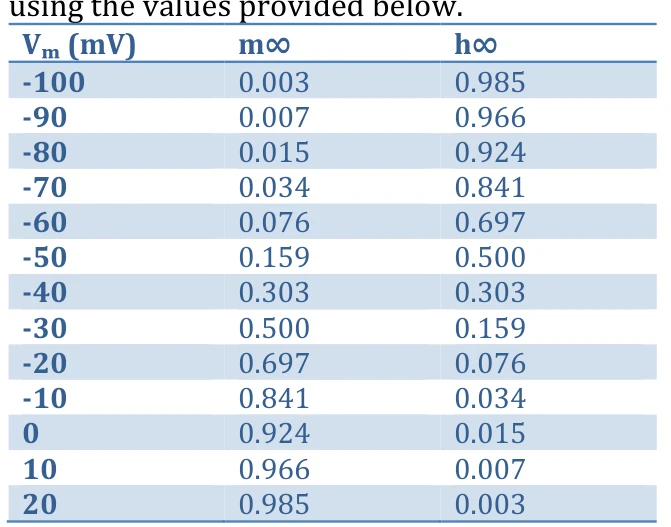 using the values provided below.
Vm (mV) m∞ h∞
-100 0.003 0.985
-90 0.007 0.966
-80 0.015 0.924
-70 0.034 0.841
-60 0.076 0.697
-50 0.159 0.500
-40 0.303 0.303
-30 0.500 0.159
-20 0.697 0.076
-10 0.841 0.034
0 0.924 0.015
10 0.966 0.007
20 0.985 0.003